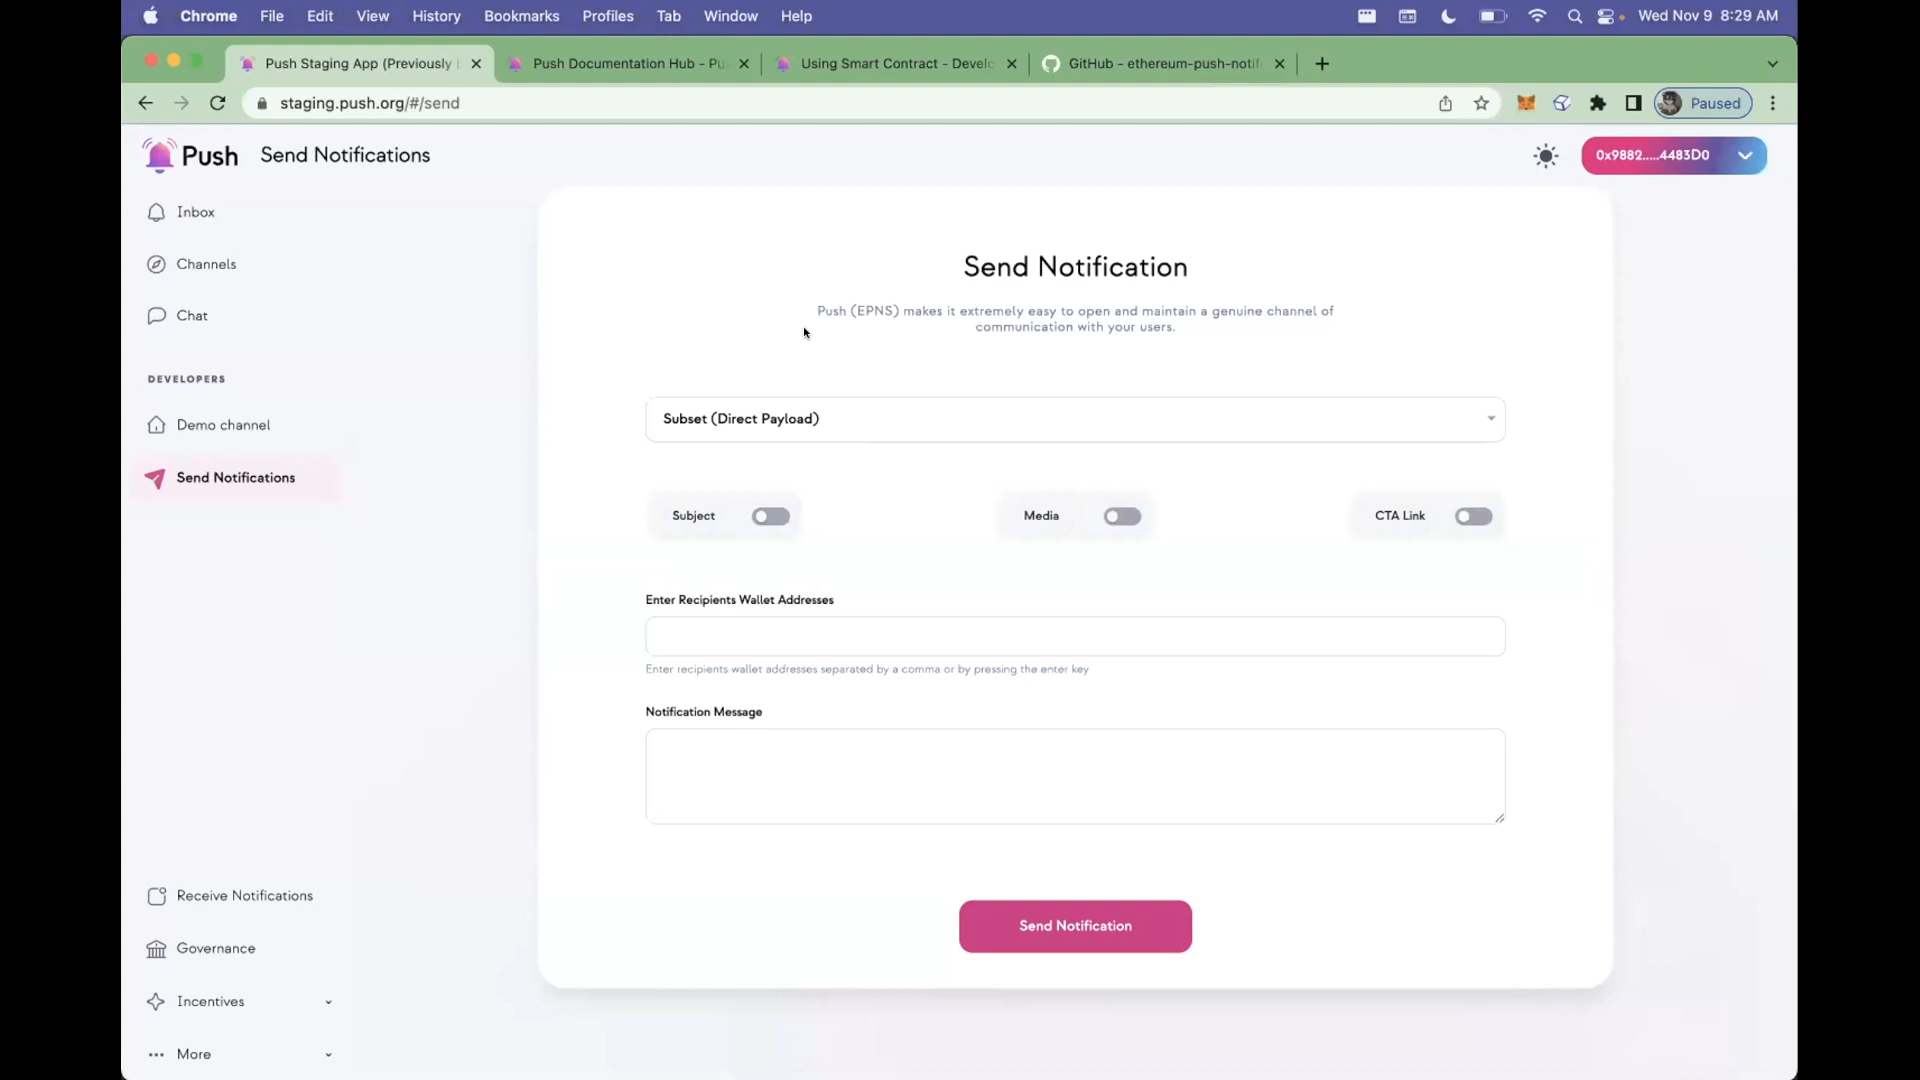 Chrome File Edit View History Bookmarks Profiles Tab Window Help Wed Nov 9 8:29 AM
Push Staging App (Previously Push Documentation Hub - Pu Using Smart Contract - Develo GitHub - ethereum-push-notif
staging.push.org/#/send Paused
Push Send Notifications 0x9882.....4483D0
Inbox
Channels
Chat
DEVELOPERS
Demo channel
Send Notifications
Receive Notifications
Governance
Incentives
More
Send Notification
Push (EPNS) makes it extremely easy to open and maintain a genuine channel of
communication with your users.
Subset (Direct Payload)
Subject Media CTA Link
Enter Recipients Wallet Addresses
Enter recipients wallet addresses separated by a comma or by pressing the enter key
Notification Message
Send Notification